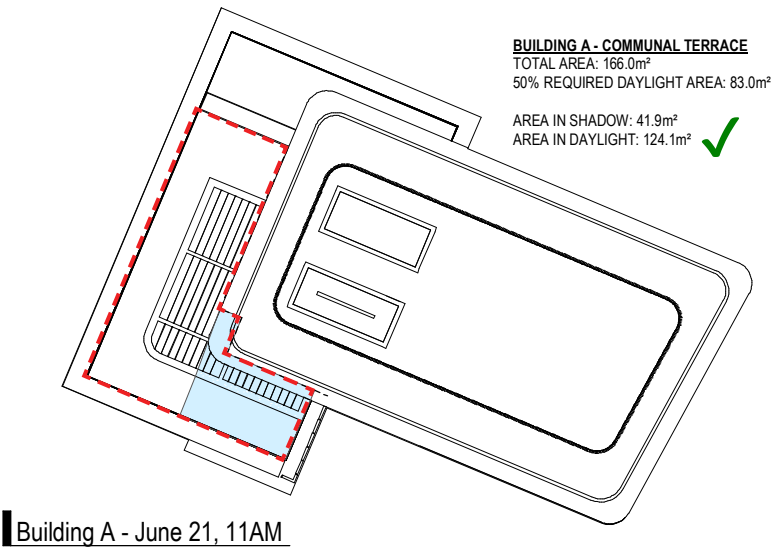 BUILDING A - COMMUNAL TERRACE
TOTAL AREA: 166.0m²
50% REQUIRED DAYLIGHT AREA: 83.0m²
AREA IN SHADOW: 41.9m²
AREA IN DAYLIGHT: 124.1m²
Building A - June 21, 11AM